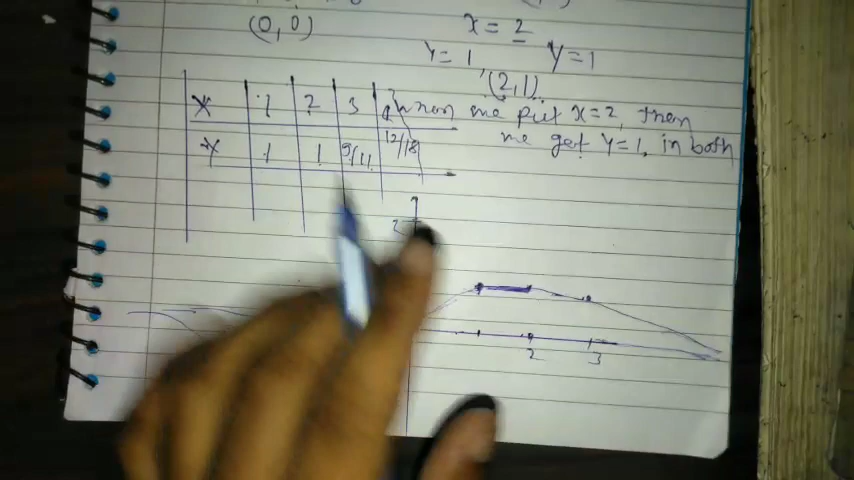 (0,0) x = 2
Y = 1, Y = 1
(2,1)
X 1 2 3 4 when we put x=2, then
Y 1 1 9/11 12/18 we get Y=1, in both
2
2 3